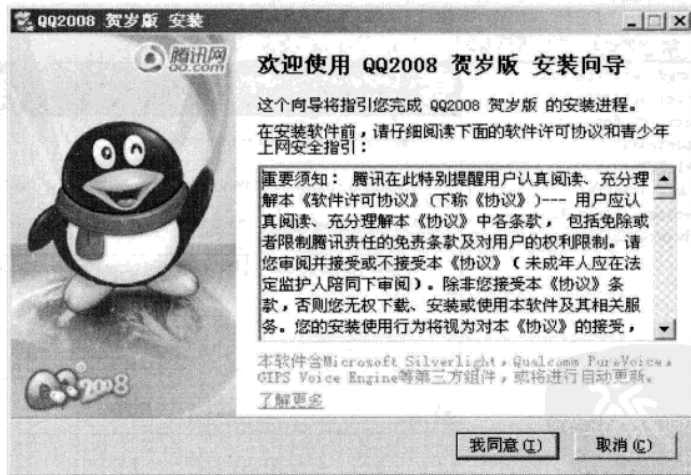 QQ2008 贺岁版 安装
腾讯网
QQ.com
欢迎使用 QQ2008 贺岁版 安装向导
这个向导将指引您完成 QQ2008 贺岁版 的安装进程。
在安装软件前，请仔细阅读下面的软件许可协议和青少年
上网安全指引：
重要须知： 腾讯在此特别提醒用户认真阅读、充分理
解本《软件许可协议》（下称《协议》）--- 用户应认
真阅读、充分理解本《协议》中各条款， 包括免除或
者限制腾讯责任的免责条款及对用户的权利限制。请
您审阅并接受或不接受本《协议》（未成年人应在法
定监护人陪同下审阅）。除非您接受本《协议》条
款，否则您无权下载、安装或使用本软件及其相关服
务。您的安装使用行为将视为对本《协议》的接受，
本软件含Microsoft Silverlight，Qualcomm PureVoice，
GIPS Voice Engine等第三方组件，或将进行自动更新。
了解更多
QQ2008
我同意(I) 取消(C)